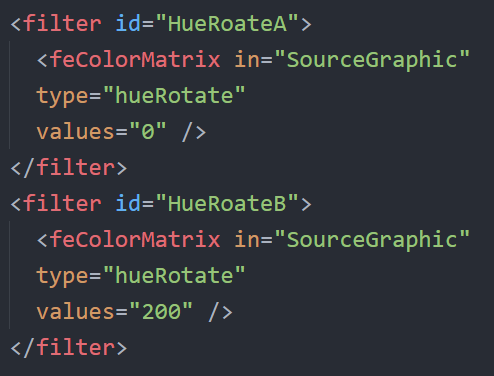 <filter id="HueRoateA">
<feColorMatrix in="SourceGraphic"
type="hueRotate"
values="0" />
</filter>
<filter id="HueRoateB">
<feColorMatrix in="SourceGraphic"
type="hueRotate"
values="200" />
</filter>